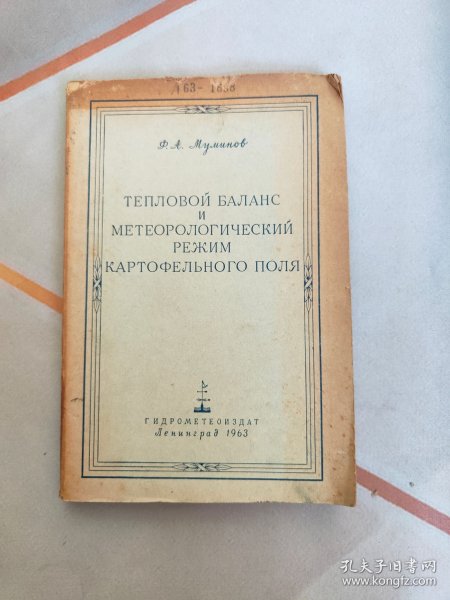 163-1638
Ф. А. Муминов
ТЕПЛОВОЙ БАЛАНС
И
МЕТЕОРОЛОГИЧЕСКИЙ
РЕЖИМ
КАРТОФЕЛЬНОГО ПОЛЯ
ГИДРОМЕТЕОИЗДАТ
Ленинград 1963
孔夫子旧书网
www.kongfz.com